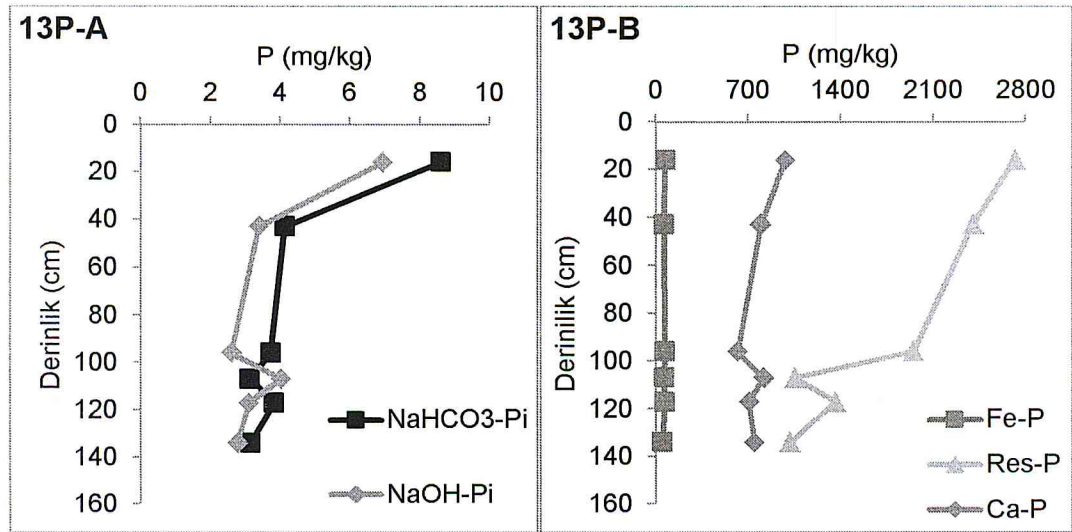 13P-A
P (mg/kg)
0 2 4 6 8 10
0
20
40
60
80
100
120
140
160
Derinlik (cm)
NaHCO3-Pi
NaOH-Pi
13P-B
P (mg/kg)
0 700 1400 2100 2800
0
20
40
60
80
100
120
140
160
Derinilik (cm)
Fe-P
Res-P
Ca-P